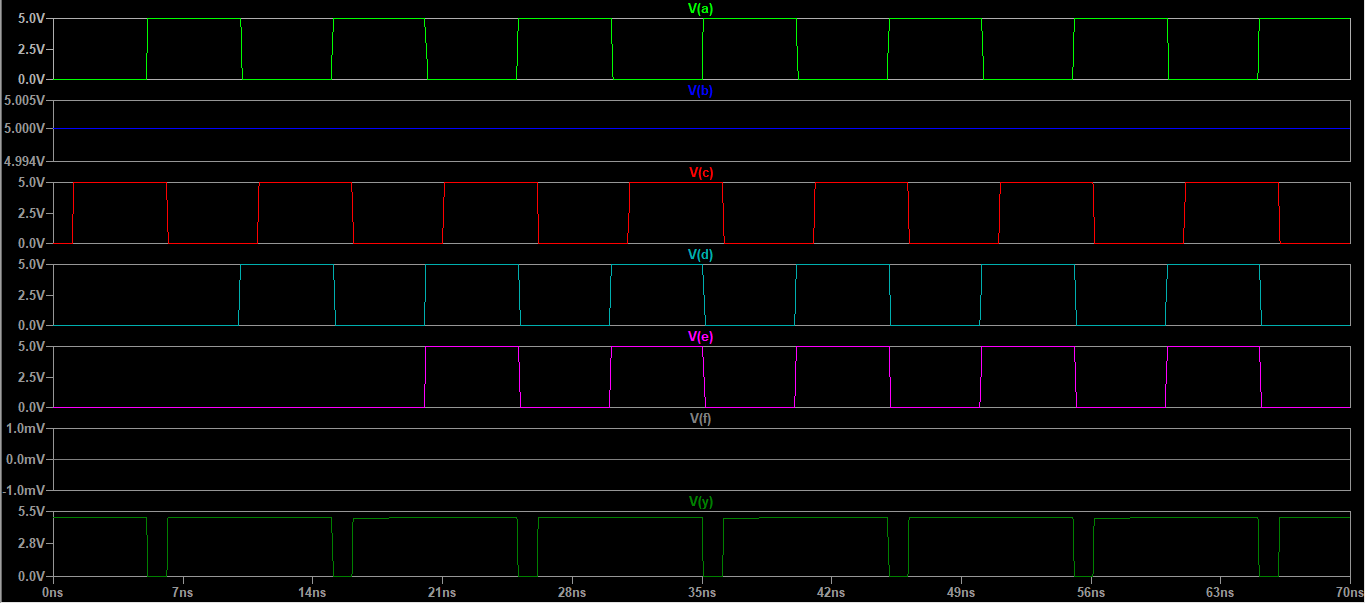 V(a)
5.0V
2.5V
0.0V
V(b)
5.005V
5.000V
4.994V
V(c)
5.0V
2.5V
0.0V
V(d)
5.0V
2.5V
0.0V
V(e)
5.0V
2.5V
0.0V
V(f)
1.0mV
0.0mV
-1.0mV
V(y)
5.5V
2.8V
0.0V
0ns 7ns 14ns 21ns 28ns 35ns 42ns 49ns 56ns 63ns 70ns